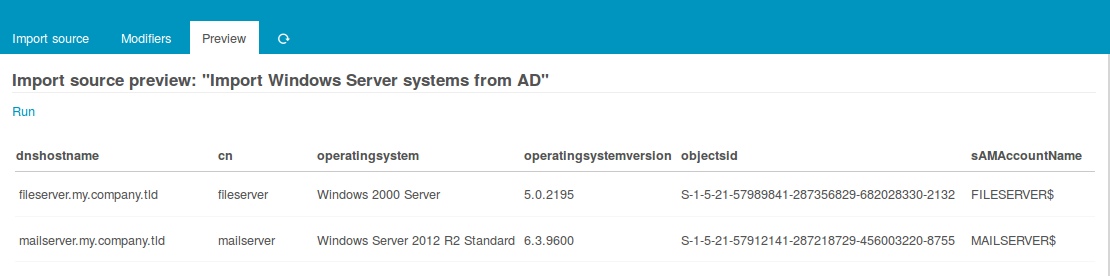 Import source Modifiers Preview
Import source preview: "Import Windows Server systems from AD"
Run
dnshostname cn operatingsystem operatingsystemversion objectsid sAMAccountName
fileserver.my.company.tld fileserver Windows 2000 Server 5.0.2195 S-1-5-21-57989841-287356829-682028330-2132 FILESERVER$
mailserver.my.company.tld mailserver Windows Server 2012 R2 Standard 6.3.9600 S-1-5-21-57912141-287218729-456003220-8755 MAILSERVER$